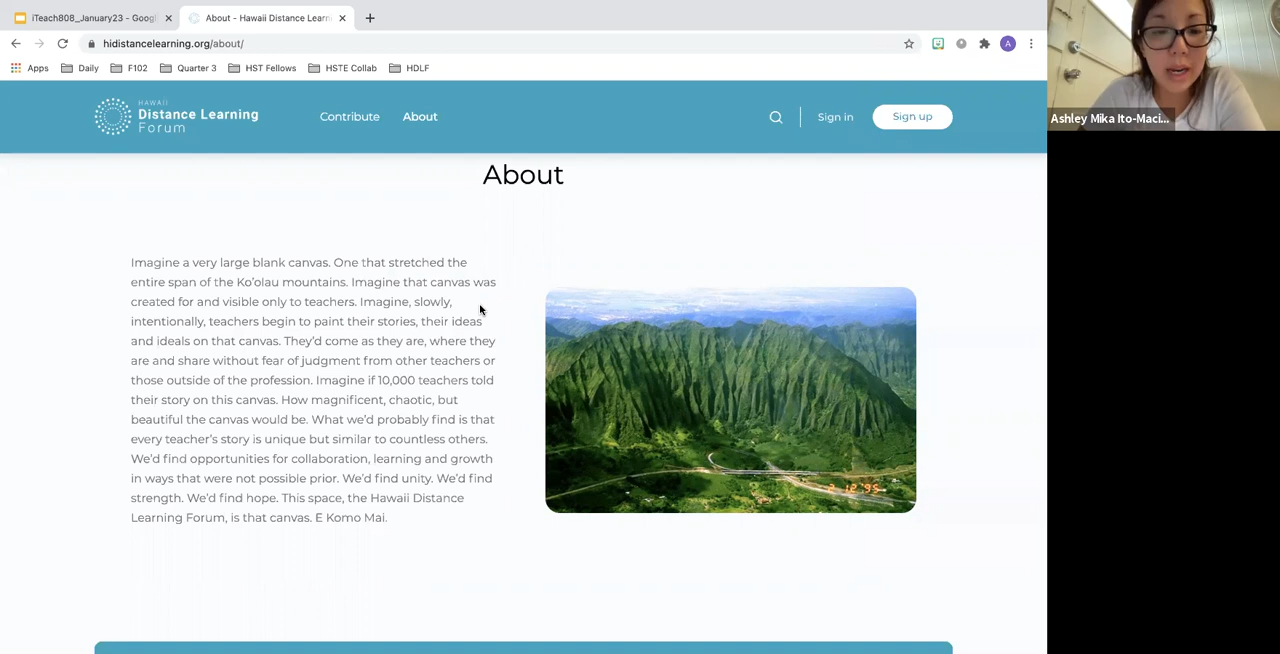 iTeach808_January23 - Googl
About - Hawaii Distance Learni
hidistancelearning.org/about/
A
Apps
Daily
F102
Quarter 3
HST Fellows
HSTE Collab
HDLF
HAWAII
Distance Learning
Forum
Contribute
About
Sign in
Sign up
Ashley Mika Ito-Maci...
About
Imagine a very large blank canvas. One that stretched the
entire span of the Ko'olau mountains. Imagine that canvas was
created for and visible only to teachers. Imagine, slowly,
intentionally, teachers begin to paint their stories, their ideas
and ideals on that canvas. They'd come as they are, where they
are and share without fear of judgment from other teachers or
those outside of the profession. Imagine if 10,000 teachers told
their story on this canvas. How magnificent, chaotic, but
beautiful the canvas would be. What we'd probably find is that
every teacher's story is unique but similar to countless others.
We'd find opportunities for collaboration, learning and growth
in ways that were not possible prior. We'd find unity. We'd find
strength. We'd find hope. This space, the Hawaii Distance
Learning Forum, is that canvas. E Komo Mai.